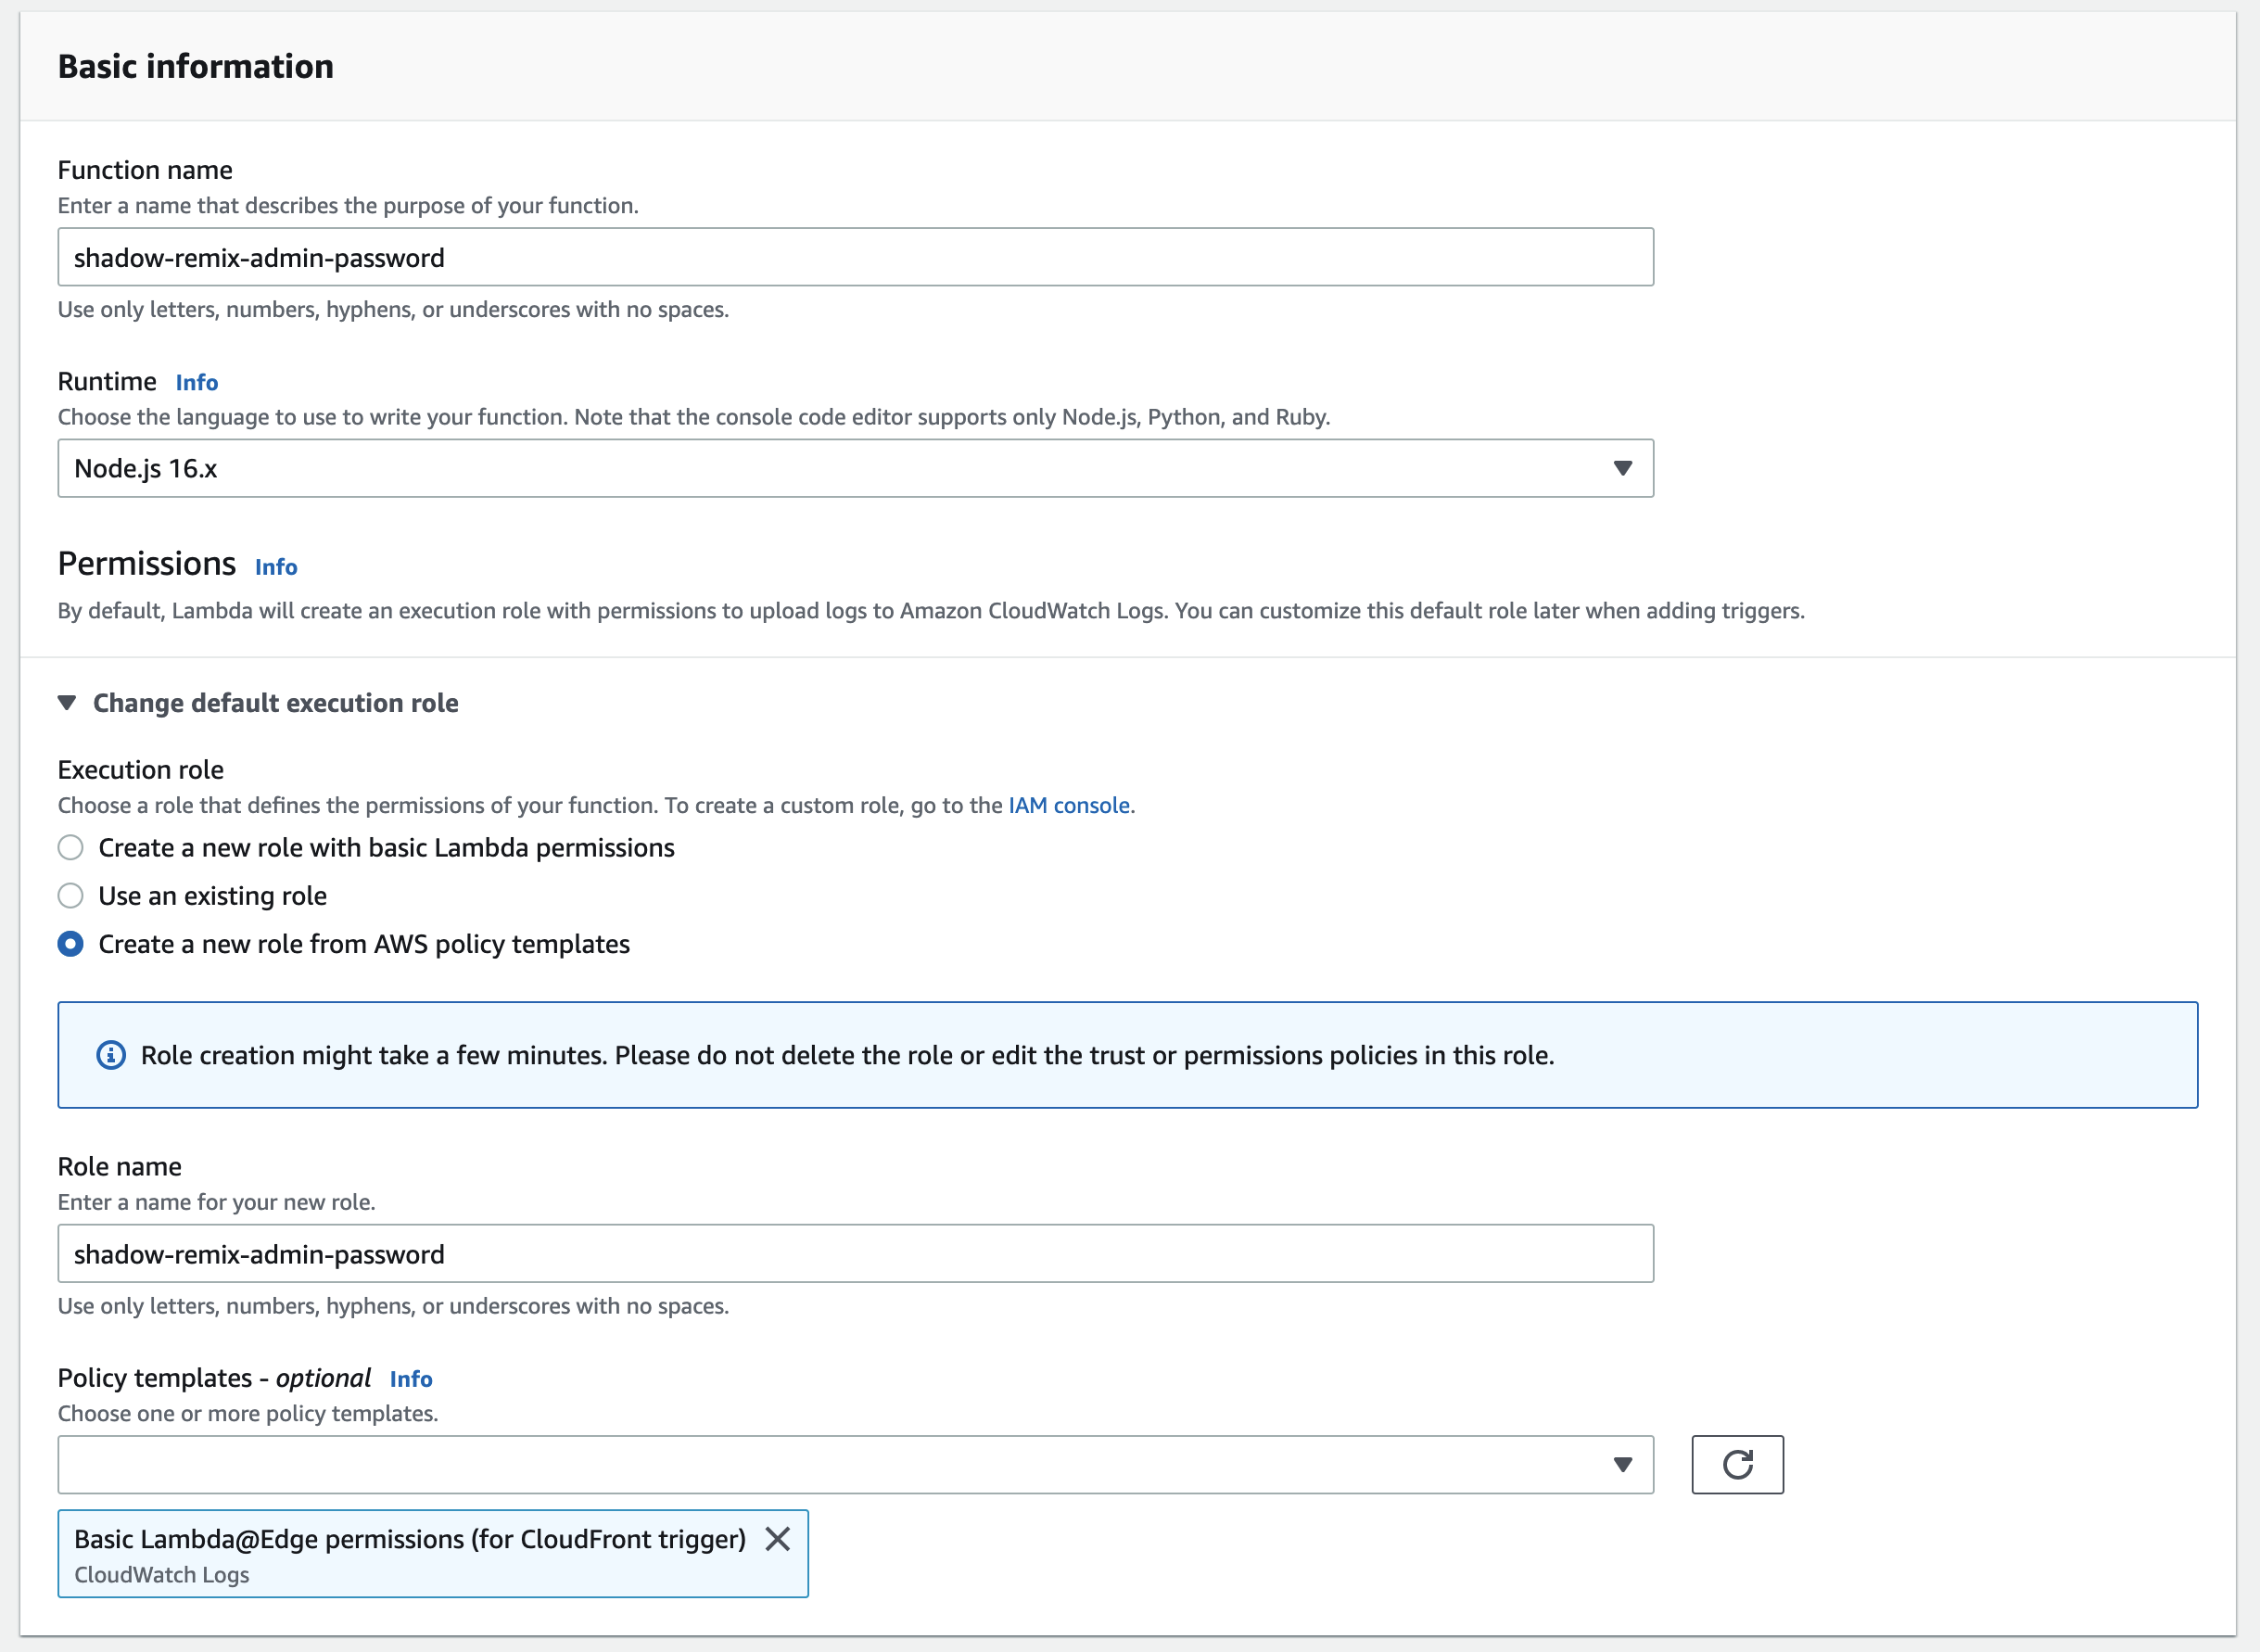 Basic information
Function name
Enter a name that describes the purpose of your function.
shadow-remix-admin-password
Use only letters, numbers, hyphens, or underscores with no spaces.
Runtime Info
Choose the language to use to write your function. Note that the console code editor supports only Node.js, Python, and Ruby.
Node.js 16.x
Permissions Info
By default, Lambda will create an execution role with permissions to upload logs to Amazon CloudWatch Logs. You can customize this default role later when adding triggers.
Change default execution role
Execution role
Choose a role that defines the permissions of your function. To create a custom role, go to the IAM console.
Create a new role with basic Lambda permissions
Use an existing role
Create a new role from AWS policy templates
Role creation might take a few minutes. Please do not delete the role or edit the trust or permissions policies in this role.
Role name
Enter a name for your new role.
shadow-remix-admin-password
Use only letters, numbers, hyphens, or underscores with no spaces.
Policy templates - optional Info
Choose one or more policy templates.
Basic Lambda@Edge permissions (for CloudFront trigger)
CloudWatch Logs